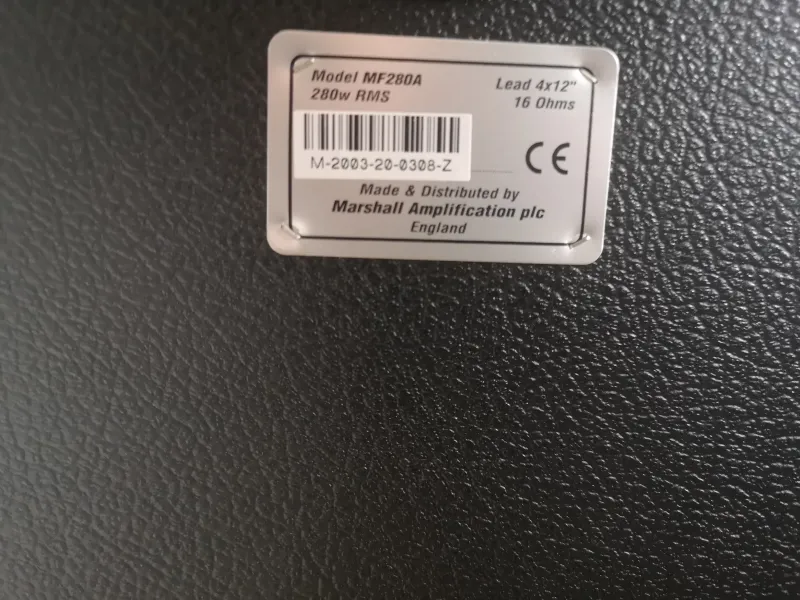 Model MF280A
280w RMS
Lead 4x12"
16 Ohms
M-2003-20-0308-Z
CE
Made & Distributed by
Marshall Amplification plc
England